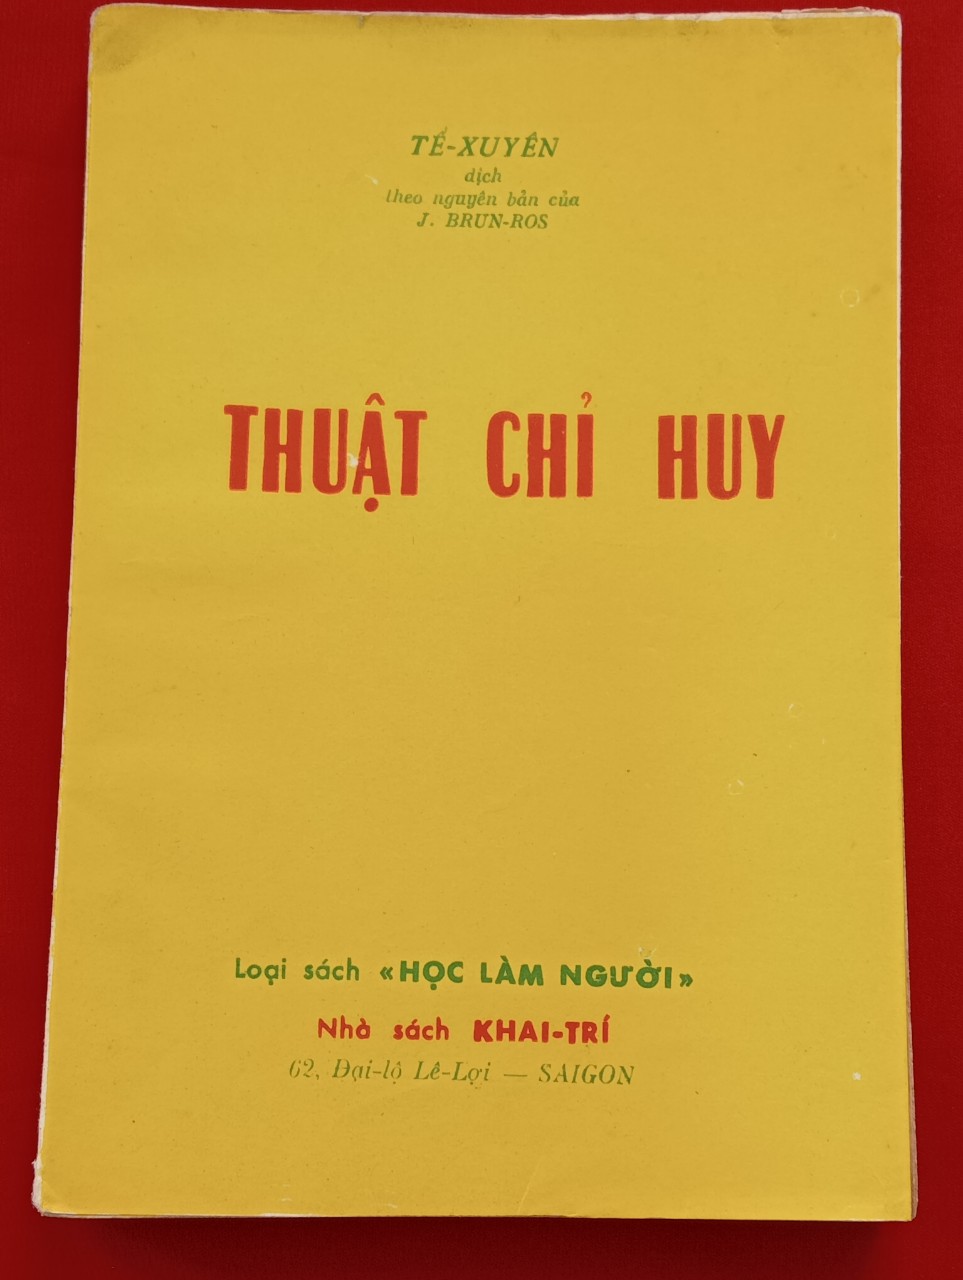 TẾ-XUYÊN
dịch
theo nguyên bản của
J. BRUN-ROS
THUẬT CHỈ HUY
Loại sách «HỌC LÀM NGƯỜI»
Nhà sách KHAI-TRÍ
62, Đại-lộ Lê-Lợi — SAIGON